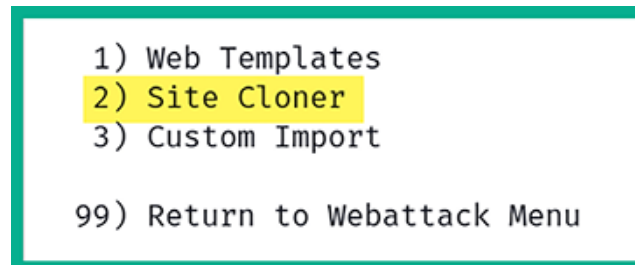 1) Web Templates
2) Site Cloner
3) Custom Import
99) Return to Webattack Menu